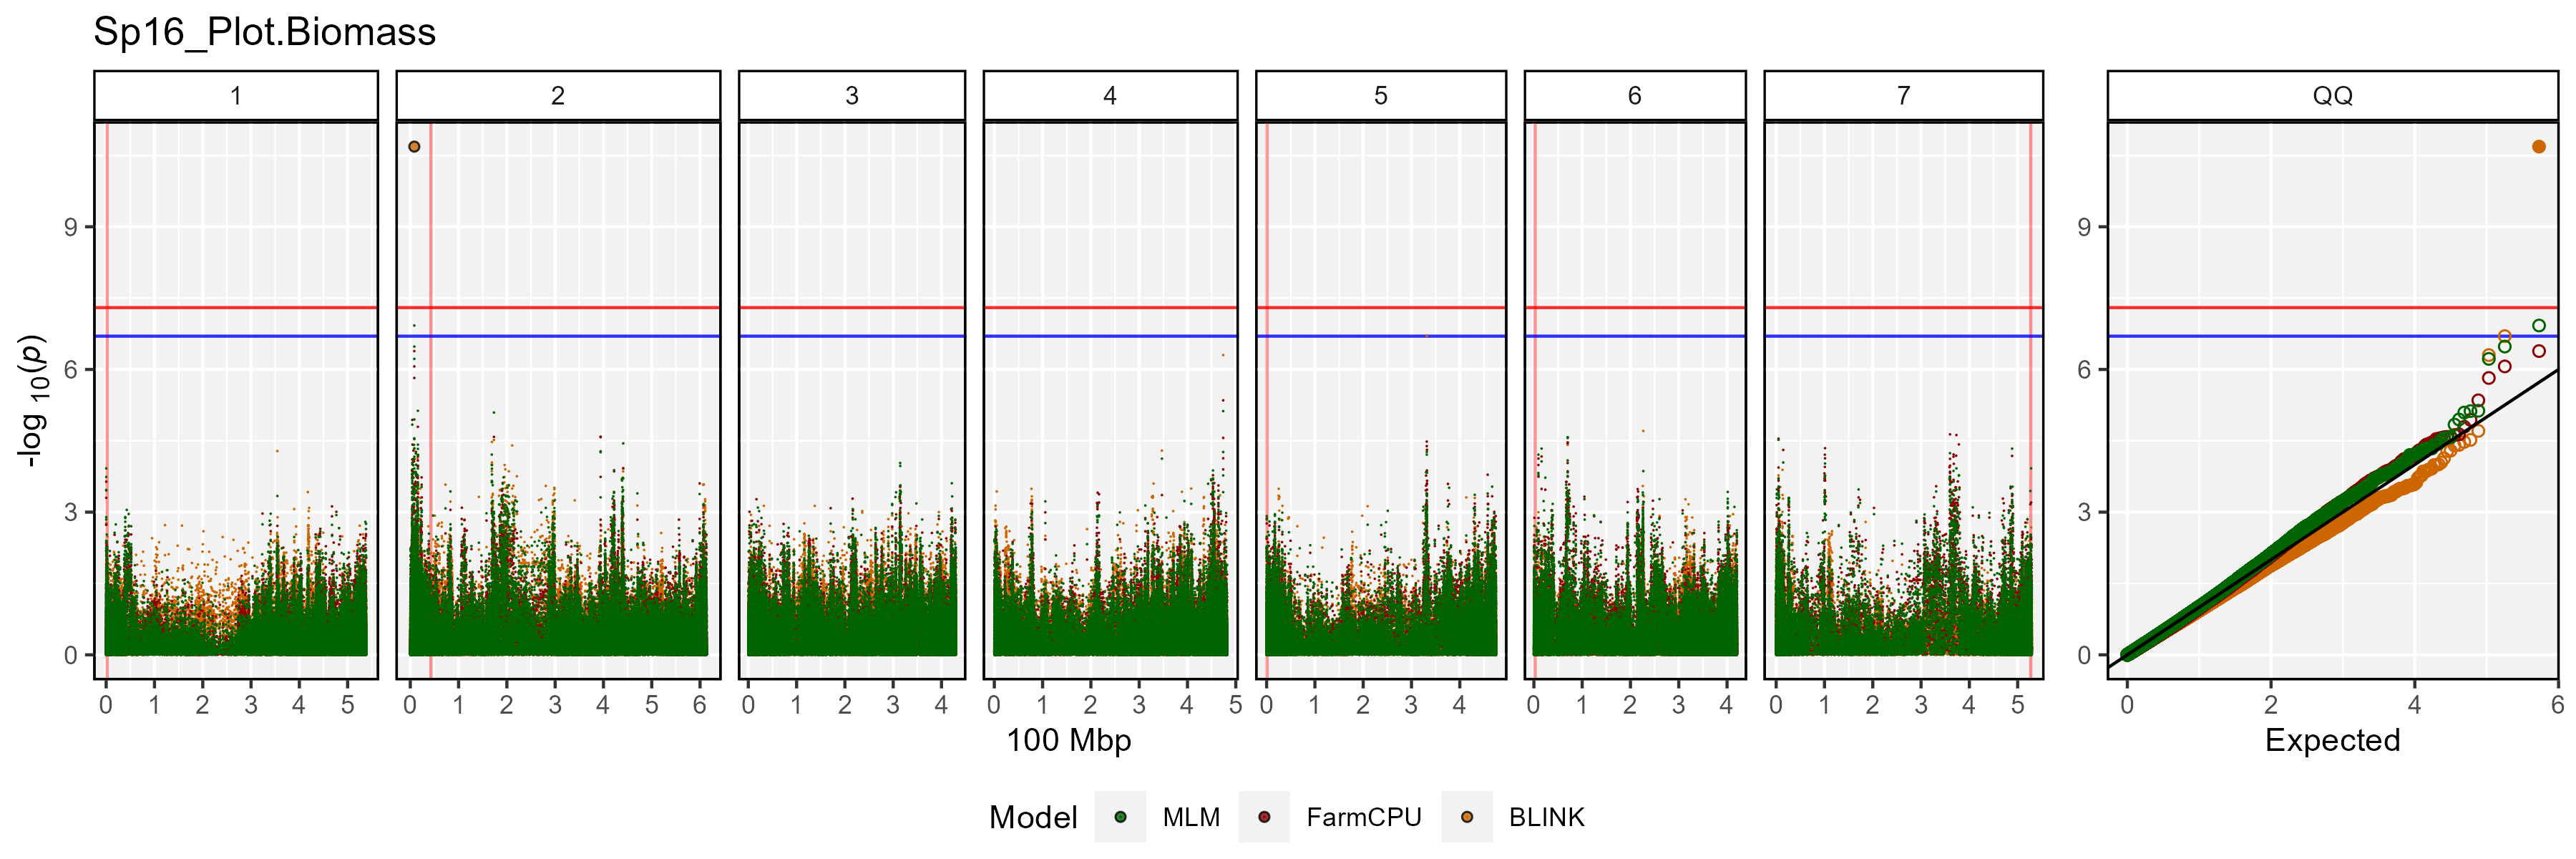 Sp16_Plot.Biomass
1 2 3 4 5 6 7 QQ
-log 10(p)
9 9
6 6
3 3
0 0
0 1 2 3 4 5 0 1 2 3 4 5 6 0 1 2 3 4 0 1 2 3 4 5 0 1 2 3 4 0 1 2 3 4 0 1 2 3 4 5 0 2 4 6
100 Mbp Expected
Model MLM FarmCPU BLINK